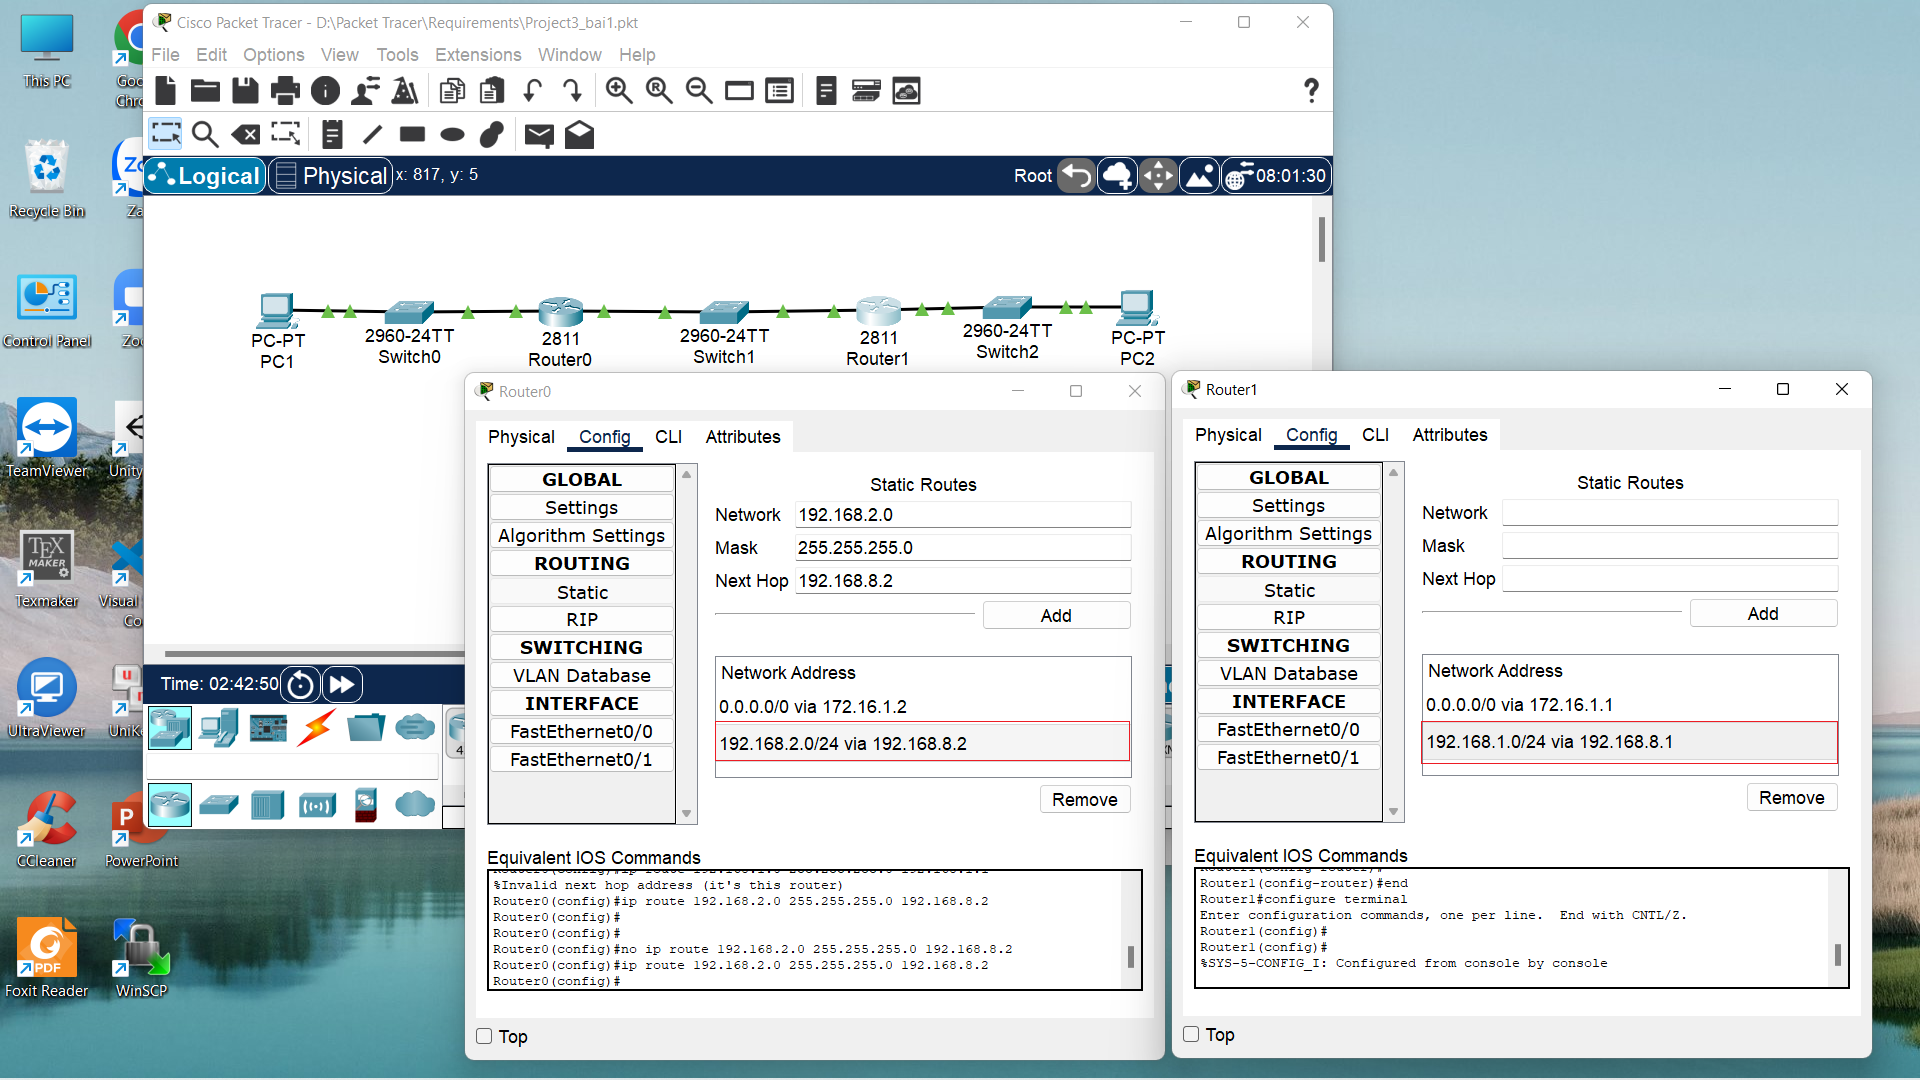 This PC
Goo
Chro
Recycle Bin
Za
Control Panel
Zoo
TeamViewer
Unity
Texmaker
Visual
Co
UltraViewer
UniKe
CCleaner
PowerPoint
Foxit Reader
WinSCP
Cisco Packet Tracer - D:\Packet Tracer\Requirements\Project3_bai1.pkt
File Edit Options View Tools Extensions Window Help
Logical Physical x: 817, y: 5 Root 08:01:30
PC-PT
PC1
2960-24TT
Switch0
2811
Router0
2960-24TT
Switch1
2811
Router1
2960-24TT
Switch2
PC-PT
PC2
Time: 02:42:50
Router0
Physical Config CLI Attributes
GLOBAL
Settings
Algorithm Settings
ROUTING
Static
RIP
SWITCHING
VLAN Database
INTERFACE
FastEthernet0/0
FastEthernet0/1
Static Routes
Network 192.168.2.0
Mask 255.255.255.0
Next Hop 192.168.8.2
Add
Network Address
0.0.0.0/0 via 172.16.1.2
192.168.2.0/24 via 192.168.8.2
Remove
Equivalent IOS Commands
%Invalid next hop address (it's this router)
Router0(config)#ip route 192.168.2.0 255.255.255.0 192.168.8.2
Router0(config)#
Router0(config)#
Router0(config)#no ip route 192.168.2.0 255.255.255.0 192.168.8.2
Router0(config)#ip route 192.168.2.0 255.255.255.0 192.168.8.2
Router0(config)#
Top
Router1
Physical Config CLI Attributes
GLOBAL
Settings
Algorithm Settings
ROUTING
Static
RIP
SWITCHING
VLAN Database
INTERFACE
FastEthernet0/0
FastEthernet0/1
Static Routes
Network
Mask
Next Hop
Add
Network Address
0.0.0.0/0 via 172.16.1.1
192.168.1.0/24 via 192.168.8.1
Remove
Equivalent IOS Commands
Router1(config-router)#end
Router1#configure terminal
Enter configuration commands, one per line. End with CNTL/Z.
Router1(config)#
Router1(config)#
%SYS-5-CONFIG_I: Configured from console by console
Top